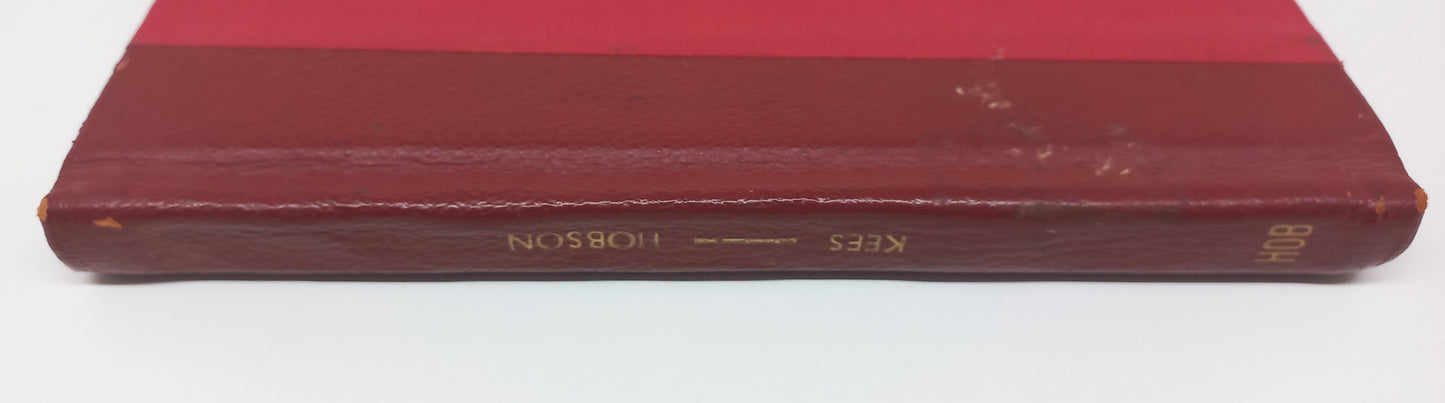 HOB
KEES — HOBSON